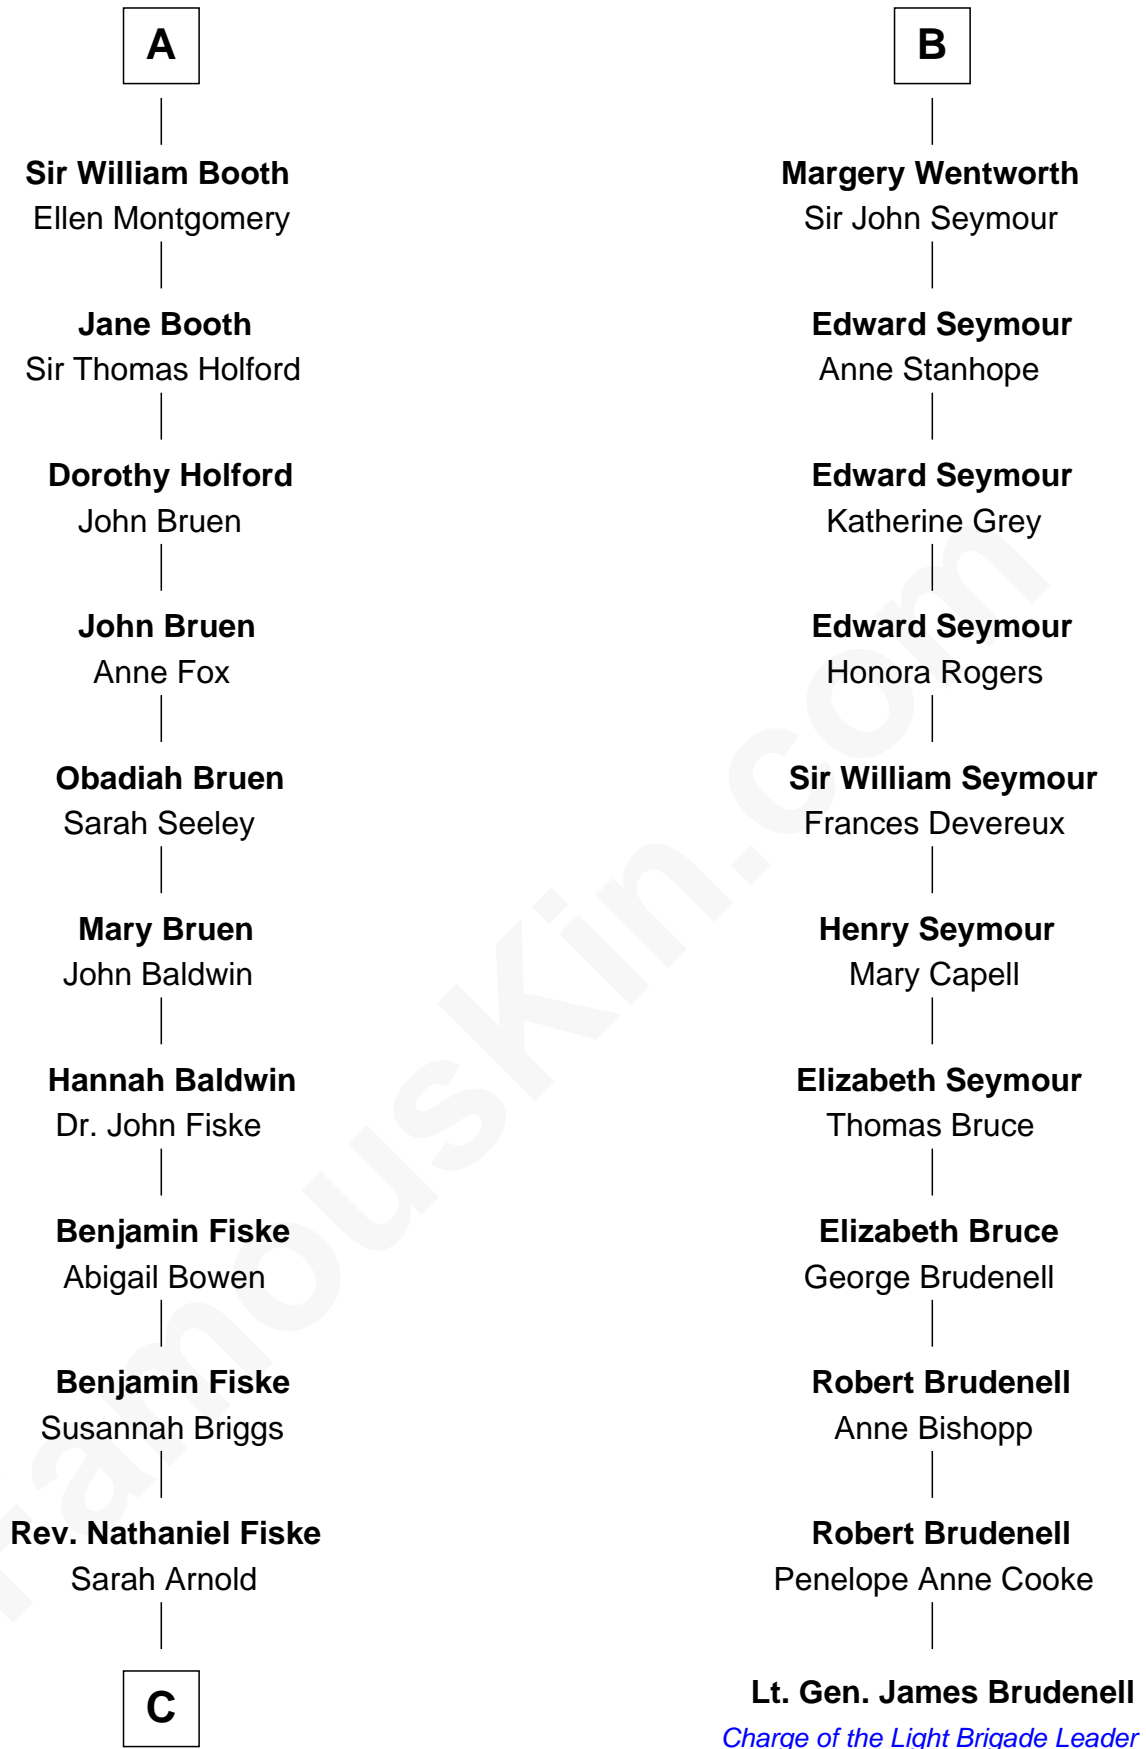 A
Sir William Booth
Ellen Montgomery
Jane Booth
Sir Thomas Holford
Dorothy Holford
John Bruen
John Bruen
Anne Fox
Obadiah Bruen
Sarah Seeley
Mary Bruen
John Baldwin
Hannah Baldwin
Dr. John Fiske
Benjamin Fiske
Abigail Bowen
Benjamin Fiske
Susannah Briggs
Rev. Nathaniel Fiske
Sarah Arnold
C
B
Margery Wentworth
Sir John Seymour
Edward Seymour
Anne Stanhope
Edward Seymour
Katherine Grey
Edward Seymour
Honora Rogers
Sir William Seymour
Frances Devereux
Henry Seymour
Mary Capell
Elizabeth Seymour
Thomas Bruce
Elizabeth Bruce
George Brudenell
Robert Brudenell
Anne Bishopp
Robert Brudenell
Penelope Anne Cooke
Lt. Gen. James Brudenell
Charge of the Light Brigade Leader
FamousKin.com